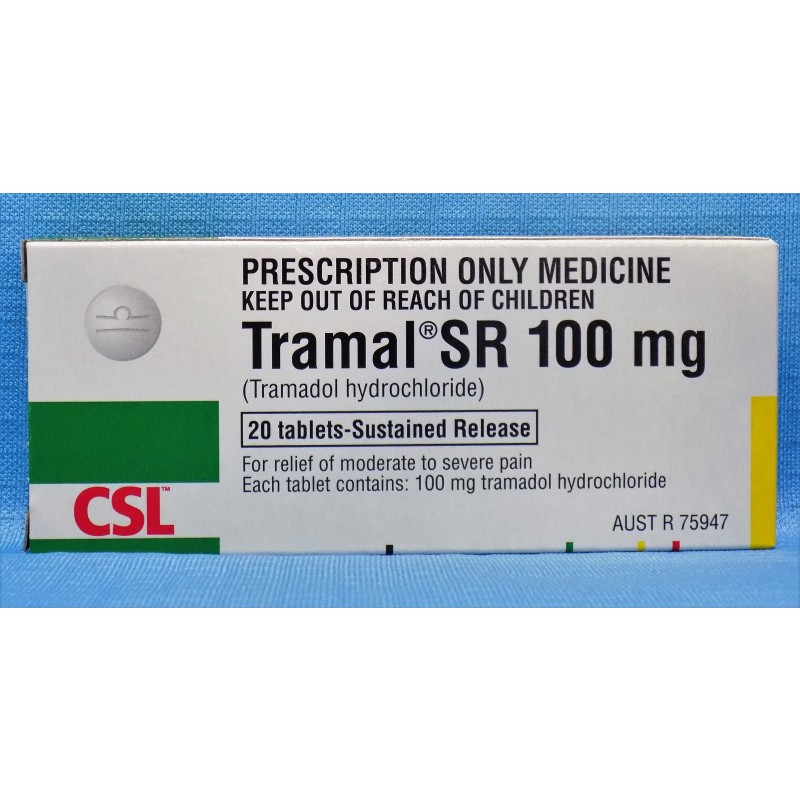 PRESCRIPTION ONLY MEDICINE
KEEP OUT OF REACH OF CHILDREN
Tramal® SR 100 mg
(Tramadol hydrochloride)
20 tablets-Sustained Release
For relief of moderate to severe pain
Each tablet contains: 100 mg tramadol hydrochloride
CSL™
AUST R 75947